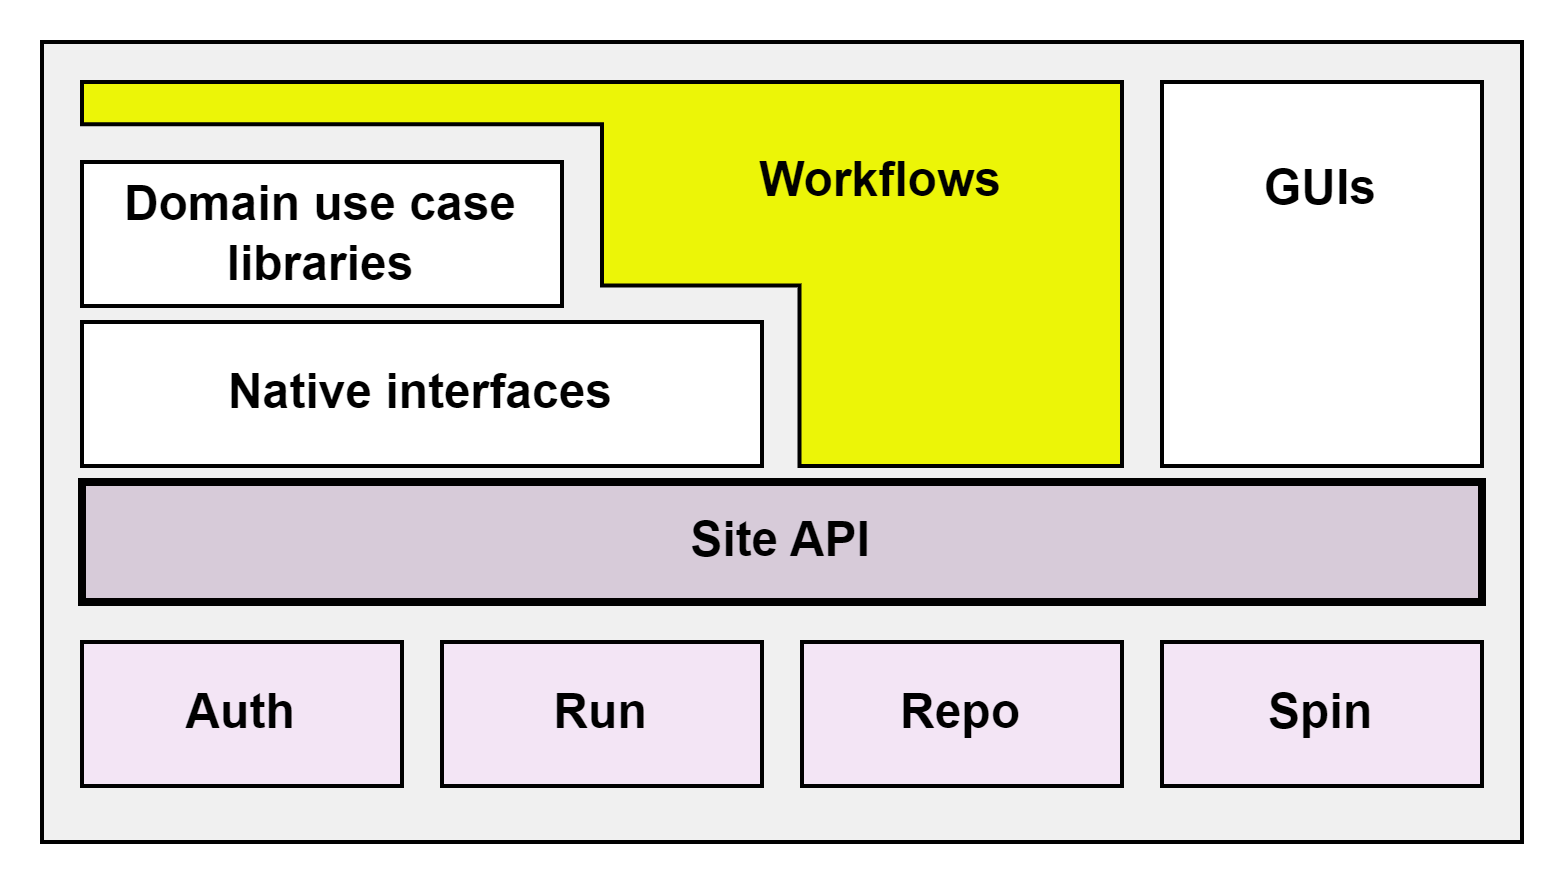 Workflows
GUIs
Domain use case
libraries
Native interfaces
Site API
Auth
Run
Repo
Spin